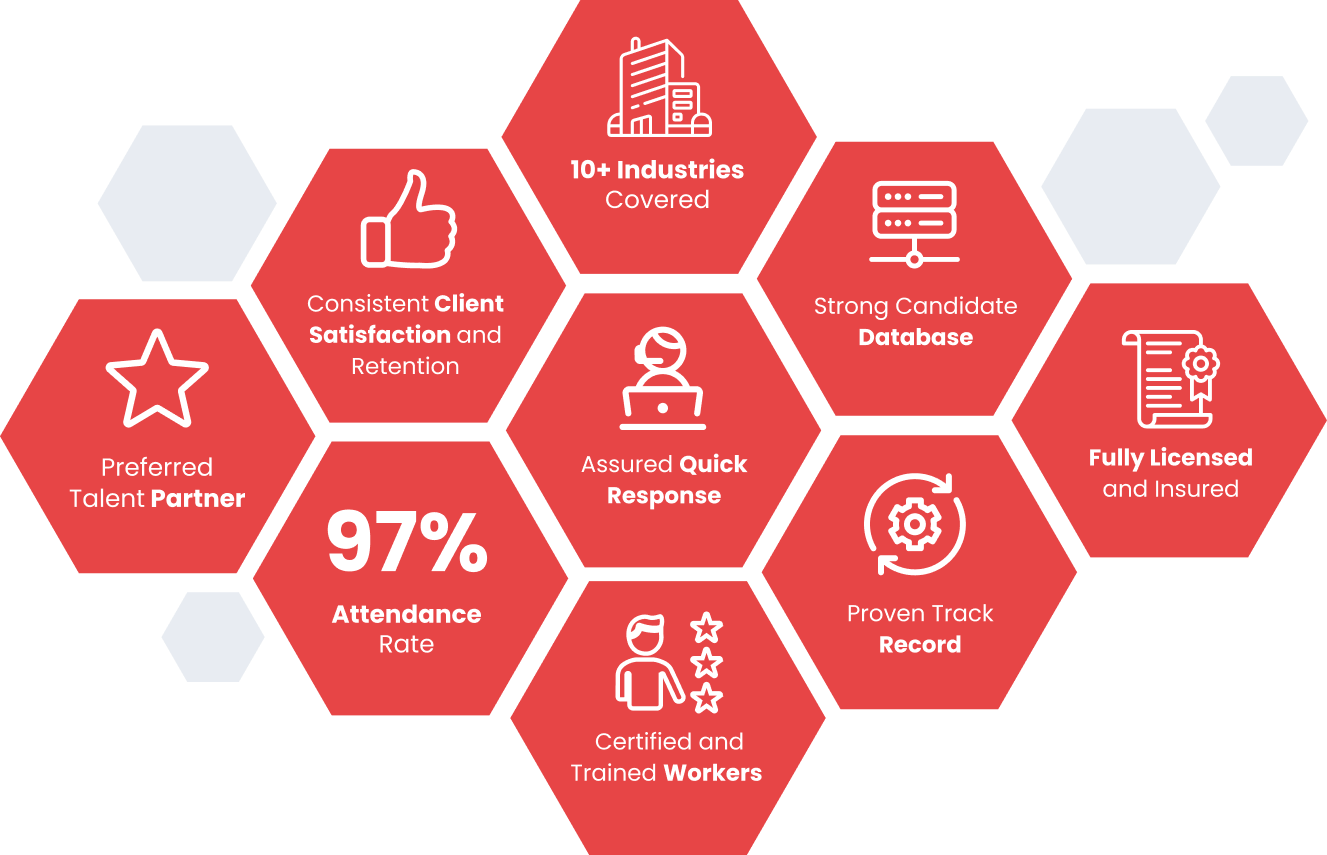 10+ Industries
Covered
Consistent Client
Satisfaction and
Retention
Strong Candidate
Database
Preferred
Talent Partner
Assured Quick
Response
Fully Licensed
and Insured
97%
Attendance
Rate
Proven Track
Record
Certified and
Trained Workers